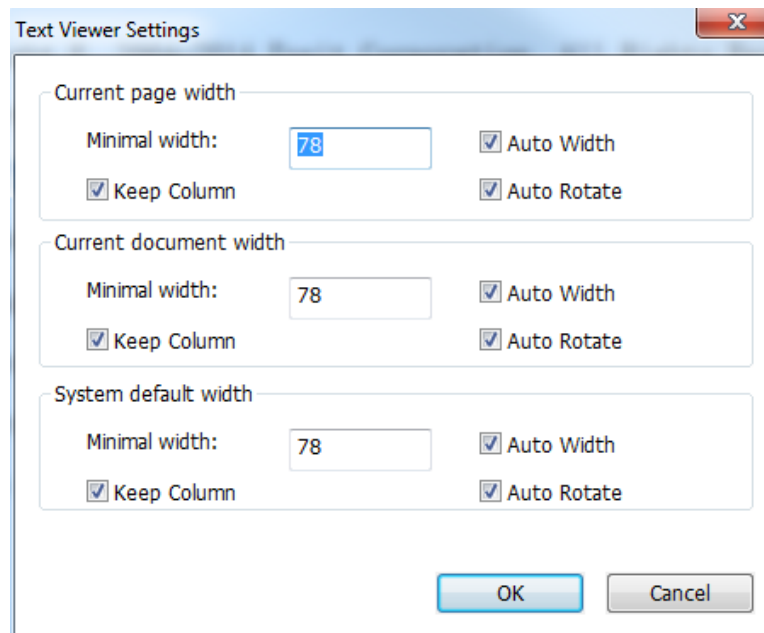 Text Viewer Settings
Current page width
Minimal width: 78 Auto Width
Keep Column Auto Rotate
Current document width
Minimal width: 78 Auto Width
Keep Column Auto Rotate
System default width
Minimal width: 78 Auto Width
Keep Column Auto Rotate
OK Cancel